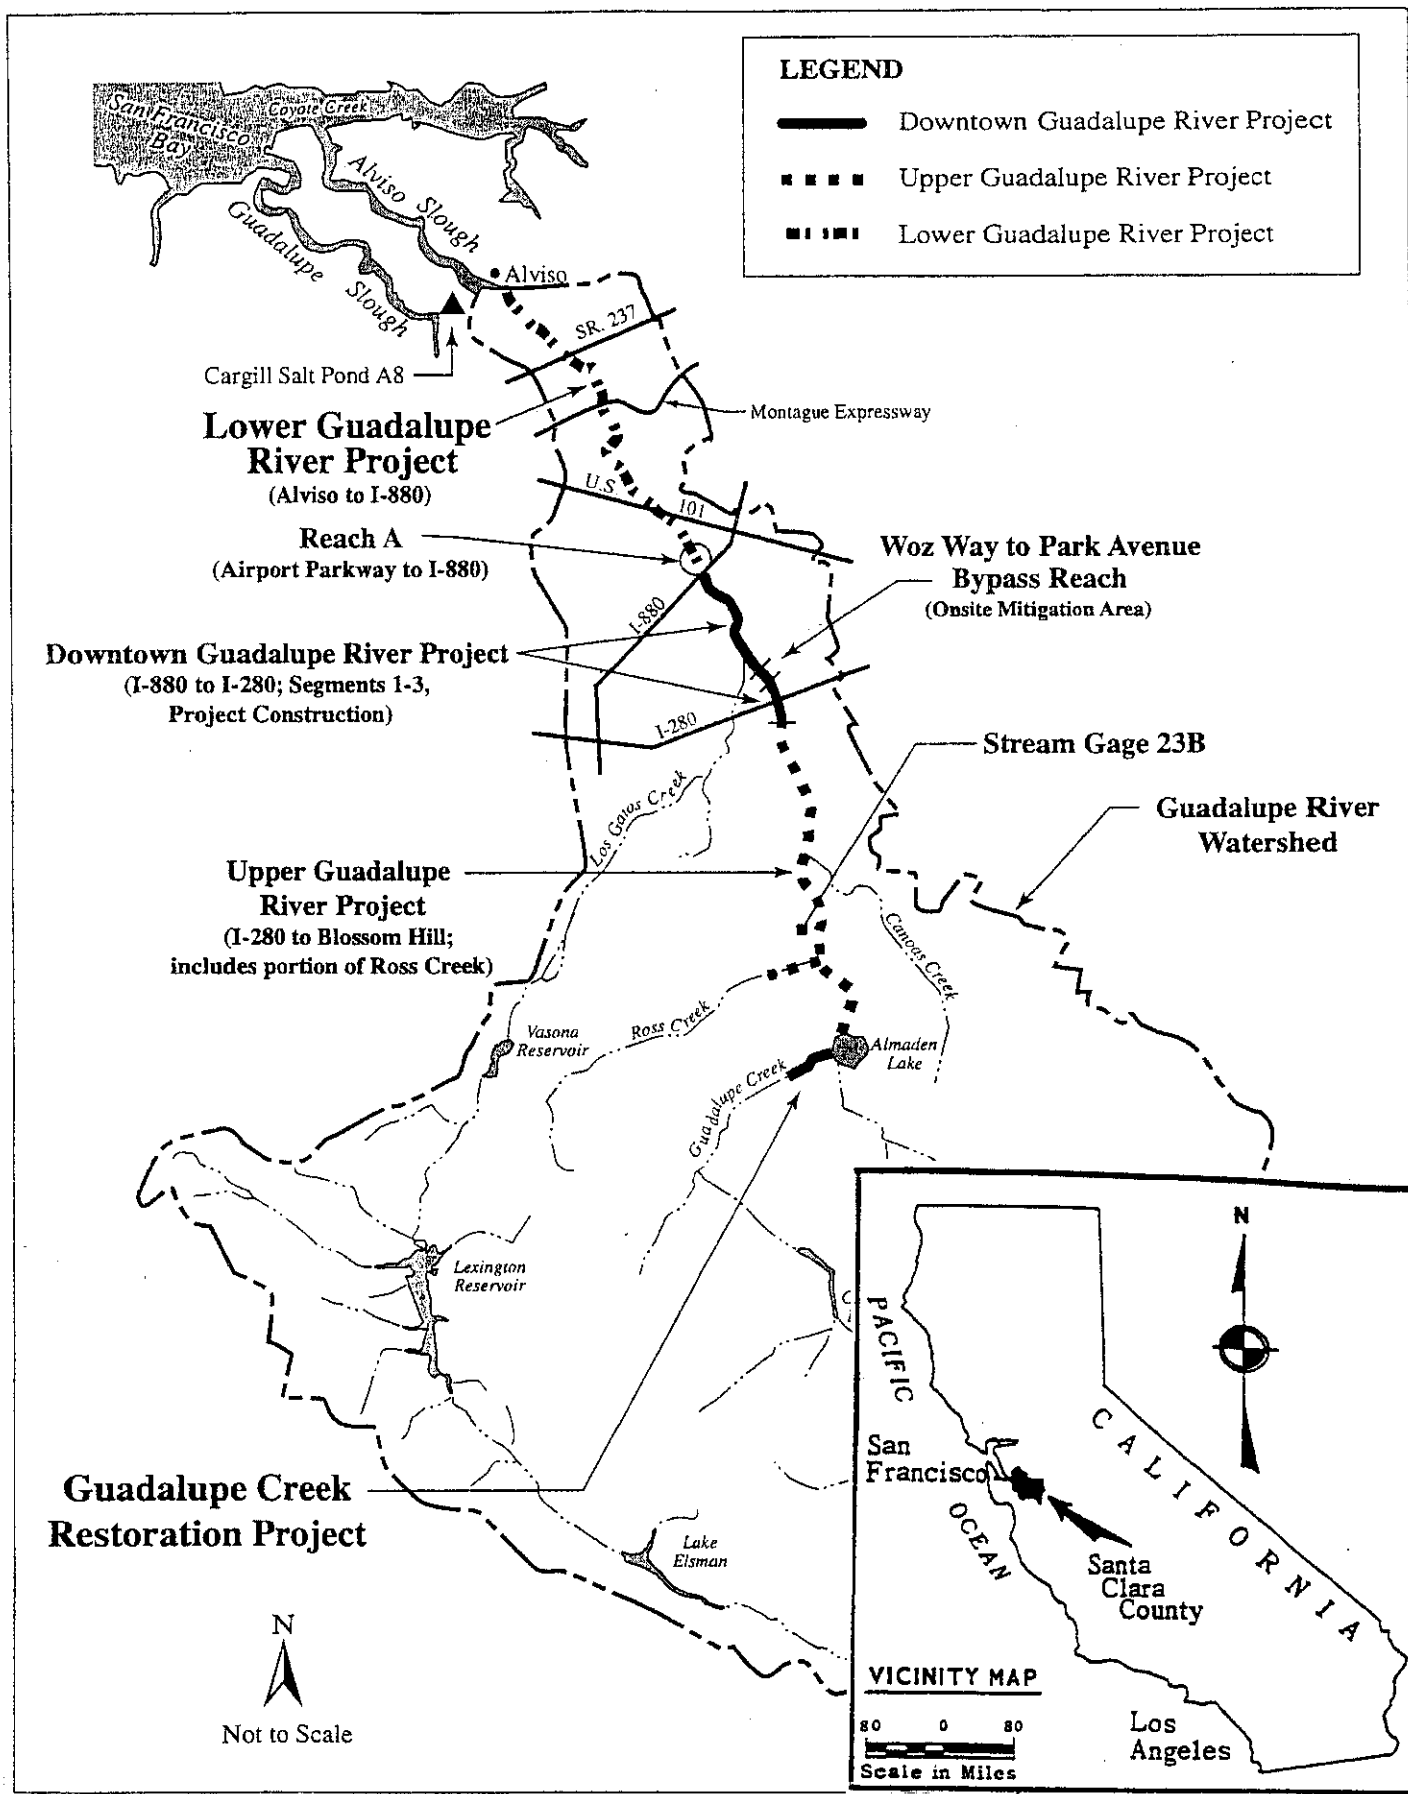 LEGEND
Downtown Guadalupe River Project
Upper Guadalupe River Project
Lower Guadalupe River Project
San Francisco
Bay
Coyote Creek
Alviso Slough
Guadalupe Slough
Alviso
SR. 237
Cargill Salt Pond A8
Montague Expressway
Lower Guadalupe
River Project
(Alviso to I-880)
U.S. 101
Reach A
(Airport Parkway to I-880)
Woz Way to Park Avenue
Bypass Reach
(Onsite Mitigation Area)
I-880
Downtown Guadalupe River Project
(I-880 to I-280; Segments 1-3,
Project Construction)
I-280
Stream Gage 23B
Los Gatos Creek
Guadalupe River
Watershed
Upper Guadalupe
River Project
(I-280 to Blossom Hill;
includes portion of Ross Creek)
Canoas Creek
Ross Creek
Vasona
Reservoir
Almaden
Lake
Guadalupe Creek
Lexington
Reservoir
Guadalupe Creek
Restoration Project
Lake
Elsman
N
Not to Scale
N
PACIFIC
OCEAN
CALIFORNIA
San
Francisco
Santa
Clara
County
VICINITY MAP
80 0 80
Scale in Miles
Los
Angeles